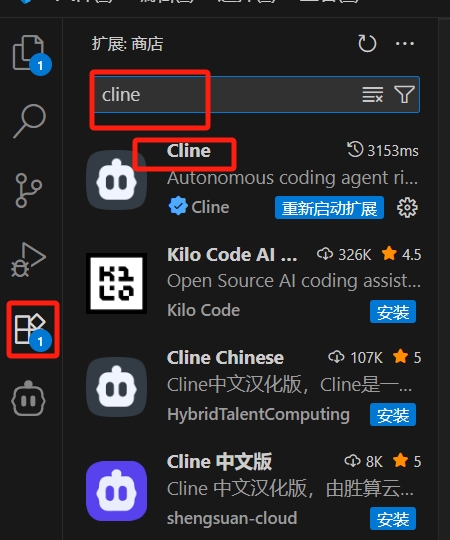 扩展: 商店
1
cline
Cline 3153ms
Autonomous coding agent ri...
Cline 重新启动扩展
Kilo Code AI ... 326K 4.5
Open Source AI coding assist...
Kilo Code 安装
1
Cline Chinese 107K 5
Cline中文汉化版，Cline是一...
HybridTalentComputing 安装
Cline 中文版 8K 5
Cline 中文汉化版，由胜算云...
shengsuan-cloud 安装